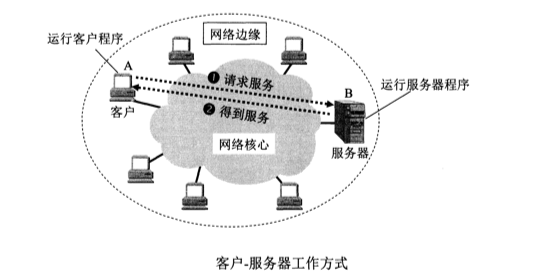 运行客户程序
网络边缘
A
❶ 请求服务
B
运行服务器程序
❷ 得到服务
客户
网络核心
服务器
客户-服务器工作方式